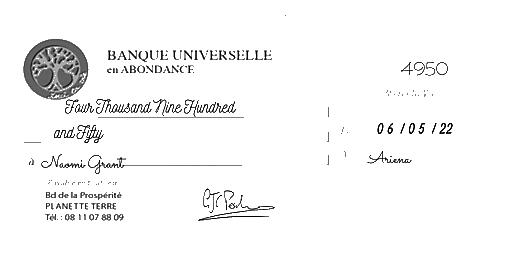 BANQUE UNIVERSELLE
en ABONDANCE
4950
Four Thousand Nine Hundred
and Fifty
06/05/22
à Naomi Grant
Ariena
Bd de la Prospérité
PLANETTE TERRE
Tél. : 08 11 07 88 09